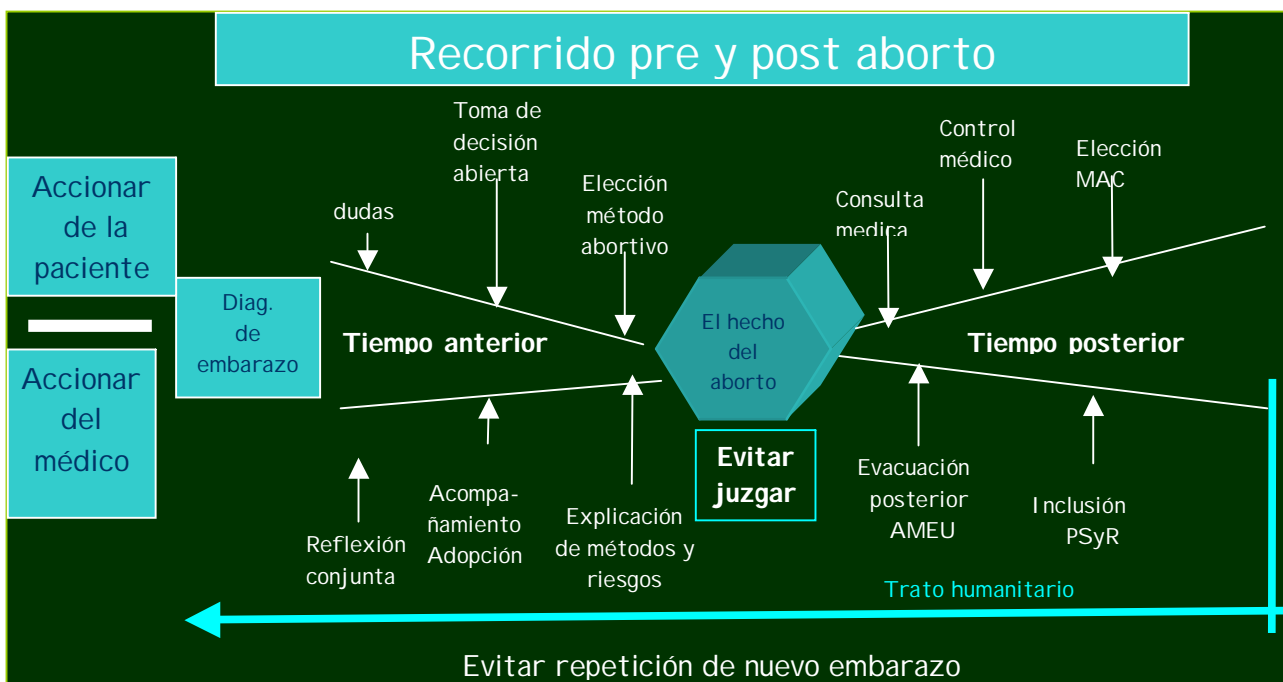 Recorrido pre y post aborto
Accionar
de la
paciente
Accionar
del
médico
Diag.
de
embarazo
dudas
Toma de
decisión
abierta
Elección
método
abortivo
Tiempo anterior
Reflexión
conjunta
Acompa-
ñamiento
Adopción
Explicación
de métodos y
riesgos
El hecho
del
aborto
Evitar
juzgar
Consulta
medica
Control
médico
Elección
MAC
Tiempo posterior
Evacuación
posterior
AMEU
Inclusión
PSyR
Trato humanitario
Evitar repetición de nuevo embarazo